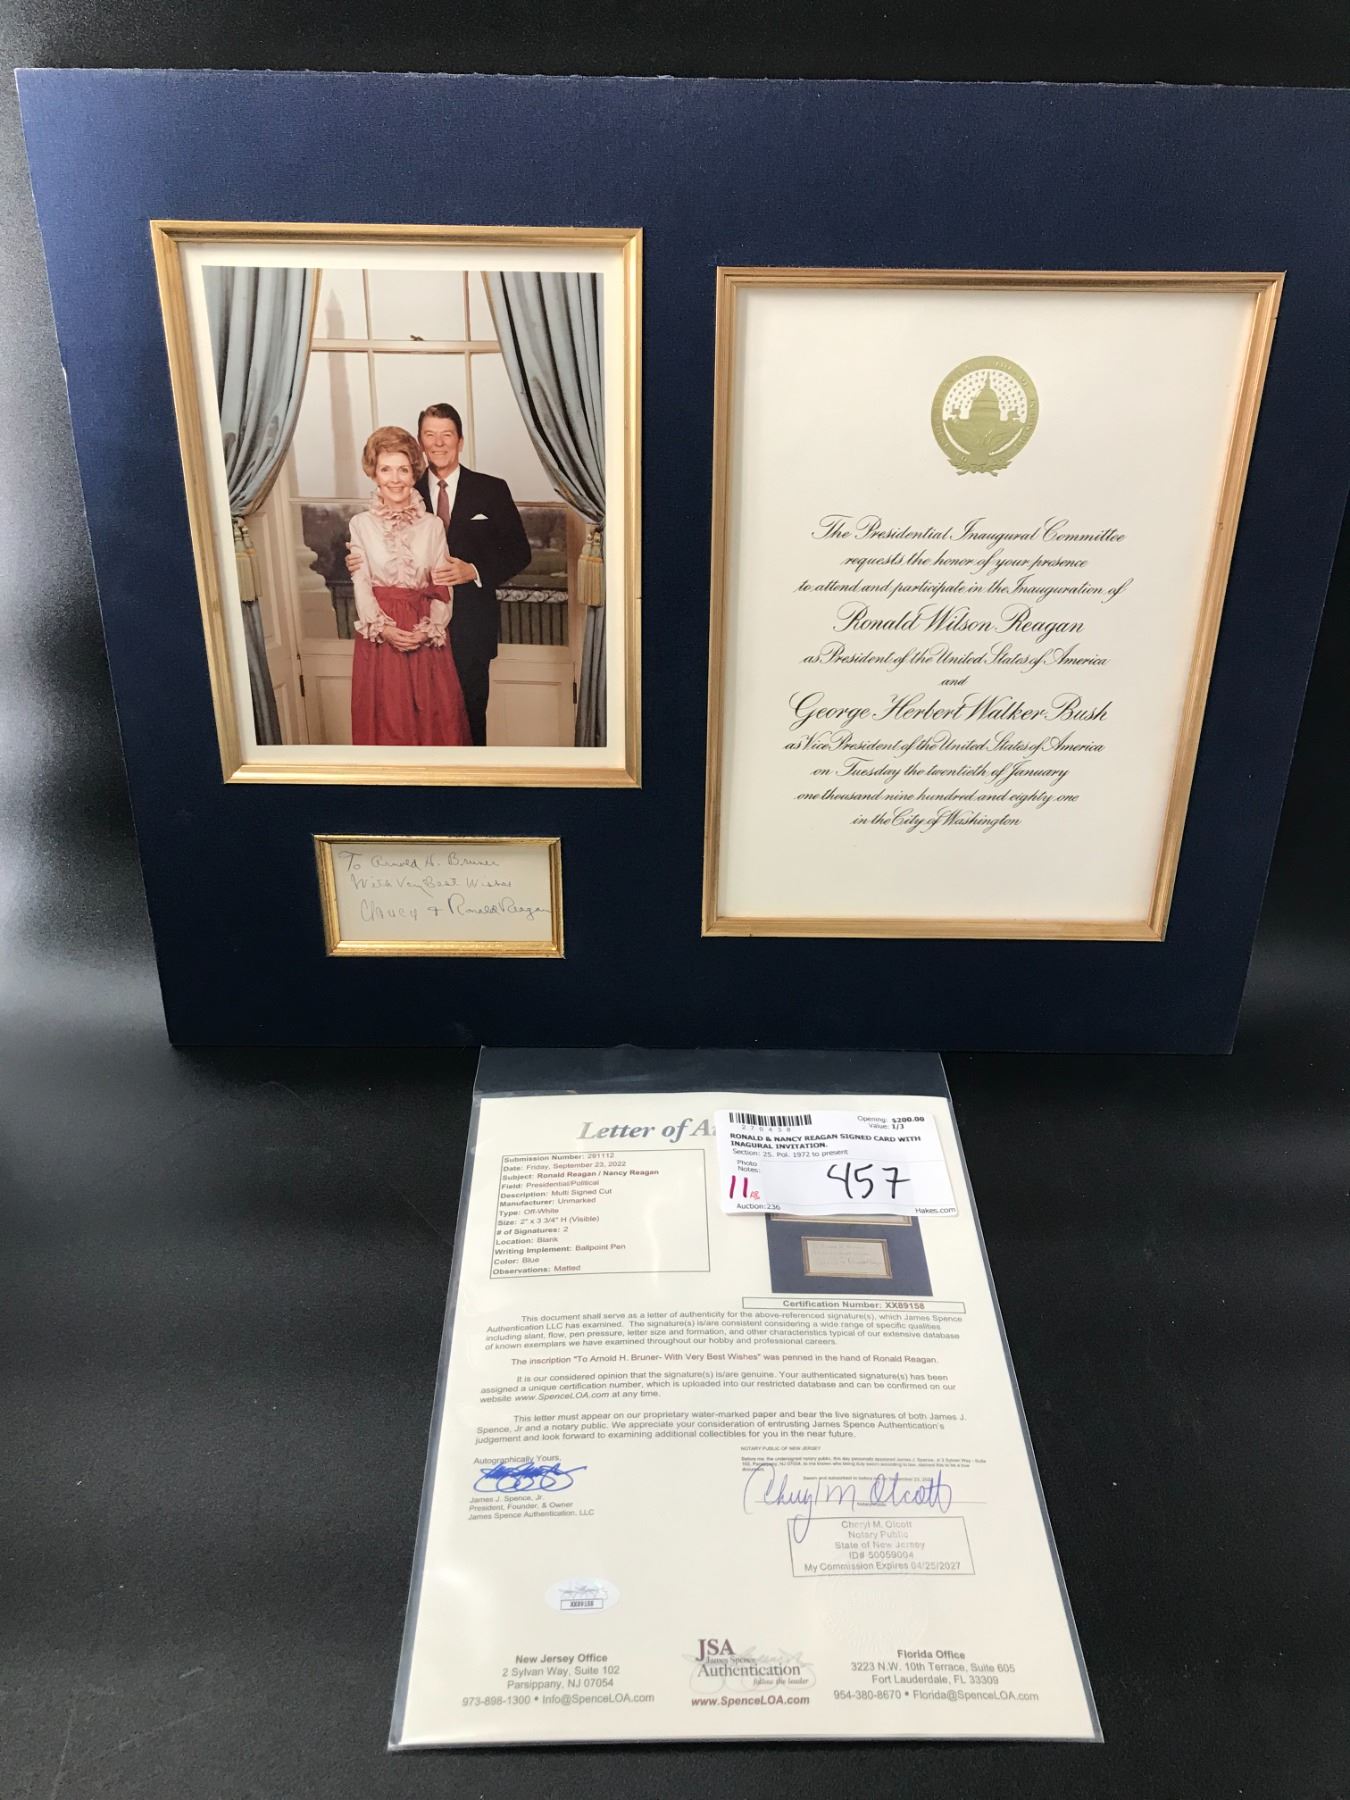 The Presidential Inaugural Committee
requests the honor of your presence
to attend and participate in the Inauguration of
Ronald Wilson Reagan
as President of the United States of America
and
George Herbert Walker Bush
as Vice President of the United States of America
on Tuesday the twentieth of January
one thousand nine hundred and eighty one
in the City of Washington
To Arnold H. Bruner
With Very Best Wishes
Nancy & Ronald Reagan
Letter of
270438
Opening: $200.00
Value: 1/3
RONALD & NANCY REAGAN SIGNED CARD WITH
INAGURAL INVITATION.
Section: 25. Pol. 1972 to present
Photo
Notes:
457
11
Auction:236
Hakes.com
Submission Number: 291112
Date: Friday, September 23, 2022
Subject: Ronald Reagan / Nancy Reagan
Field: Presidential/Political
Description: Multi Signed Cut
Manufacturer: Unmarked
Type: Off-White
Size: 2" x 3 3/4" H (Visible)
# of Signatures: 2
Location: Blank
Writing Implement: Ballpoint Pen
Color: Blue
Observations: Matted
Certification Number: XX89158
This document shall serve as a letter of authenticity for the above-referenced signature(s), which James Spence
Authentication LLC has examined. The signature(s) is/are consistent considering a wide range of specific qualities
including slant, flow, pen pressure, letter size and formation, and other characteristics typical of our extensive database
of known exemplars we have examined throughout our hobby and professional careers.
The inscription "To Arnold H. Bruner- With Very Best Wishes" was penned in the hand of Ronald Reagan.
It is our considered opinion that the signature(s) is/are genuine. Your authenticated signature(s) has been
assigned a unique certification number, which is uploaded into our restricted database and can be confirmed on our
website www.SpenceLOA.com at any time.
This letter must appear on our proprietary water-marked paper and bear the live signatures of both James J.
Spence, Jr and a notary public. We appreciate your consideration of entrusting James Spence Authentication's
judgement and look forward to examining additional collectibles for you in the near future.
Autographically Yours,
James J. Spence, Jr.
President, Founder, & Owner
James Spence Authentication, LLC
NOTARY PUBLIC OF NEW JERSEY
Cheryl M Olcott
Cheryl M. Olcott
Notary Public
State of New Jersey
ID# 50059004
My Commission Expires 04/25/2027
New Jersey Office
2 Sylvan Way, Suite 102
Parsippany, NJ 07054
973-898-1300 • Info@SpenceLOA.com
JSA
James Spence
Authentication
follow the leader
www.SpenceLOA.com
Florida Office
3223 N.W. 10th Terrace, Suite 605
Fort Lauderdale, FL 33309
954-380-8670 • Florida@SpenceLOA.com